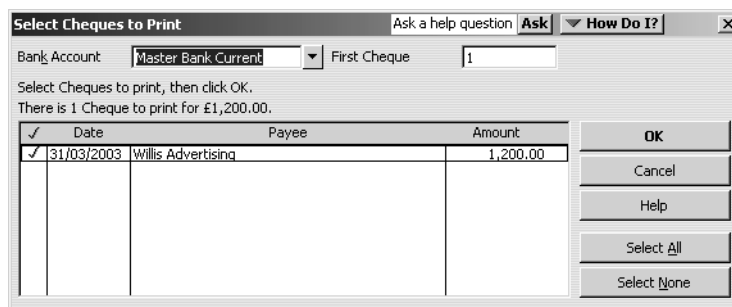 Select Cheques to Print Ask a help question Ask How Do I? X
Bank Account Master Bank Current First Cheque 1
Select Cheques to print, then click OK.
There is 1 Cheque to print for £1,200.00.
✓ Date Payee Amount
✓ 31/03/2003 Willis Advertising 1,200.00
OK
Cancel
Help
Select All
Select None